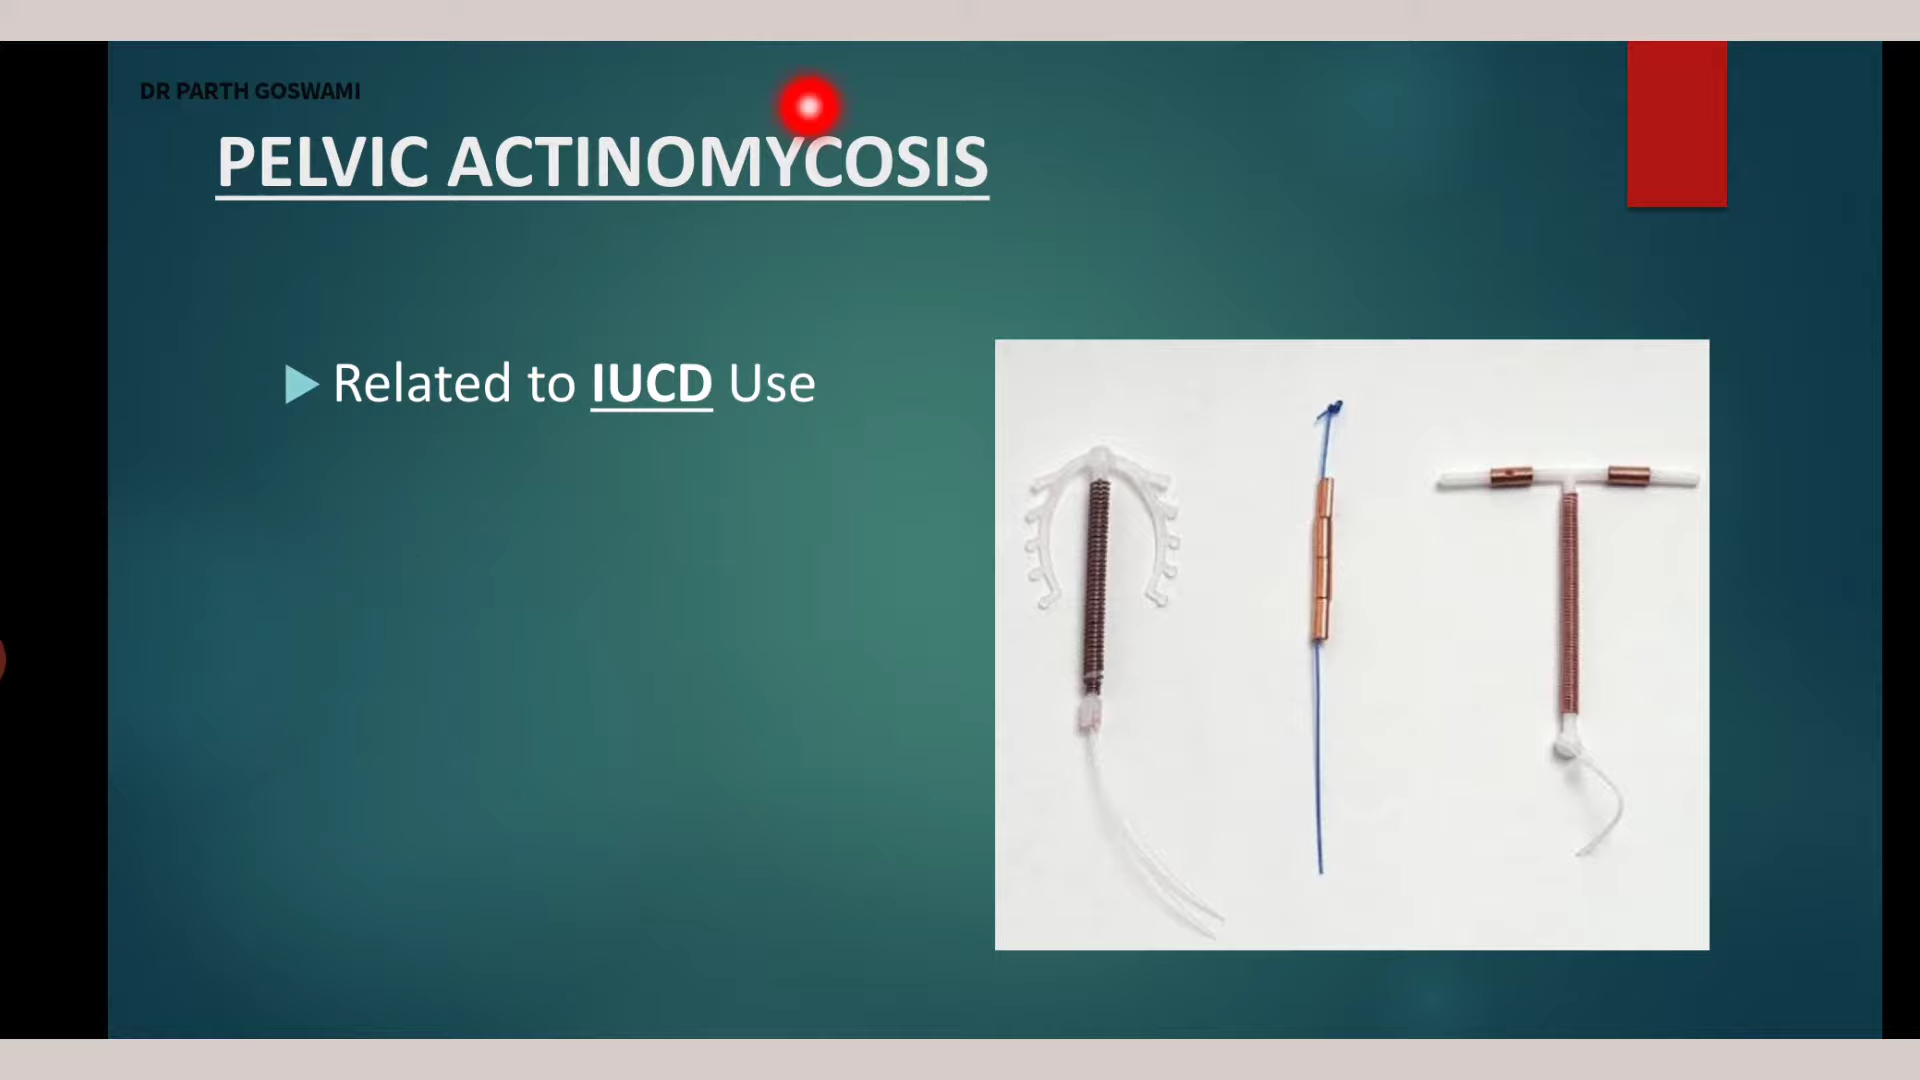 DR PARTH GOSWAMI
PELVIC ACTINOMYCOSIS
Related to IUCD Use